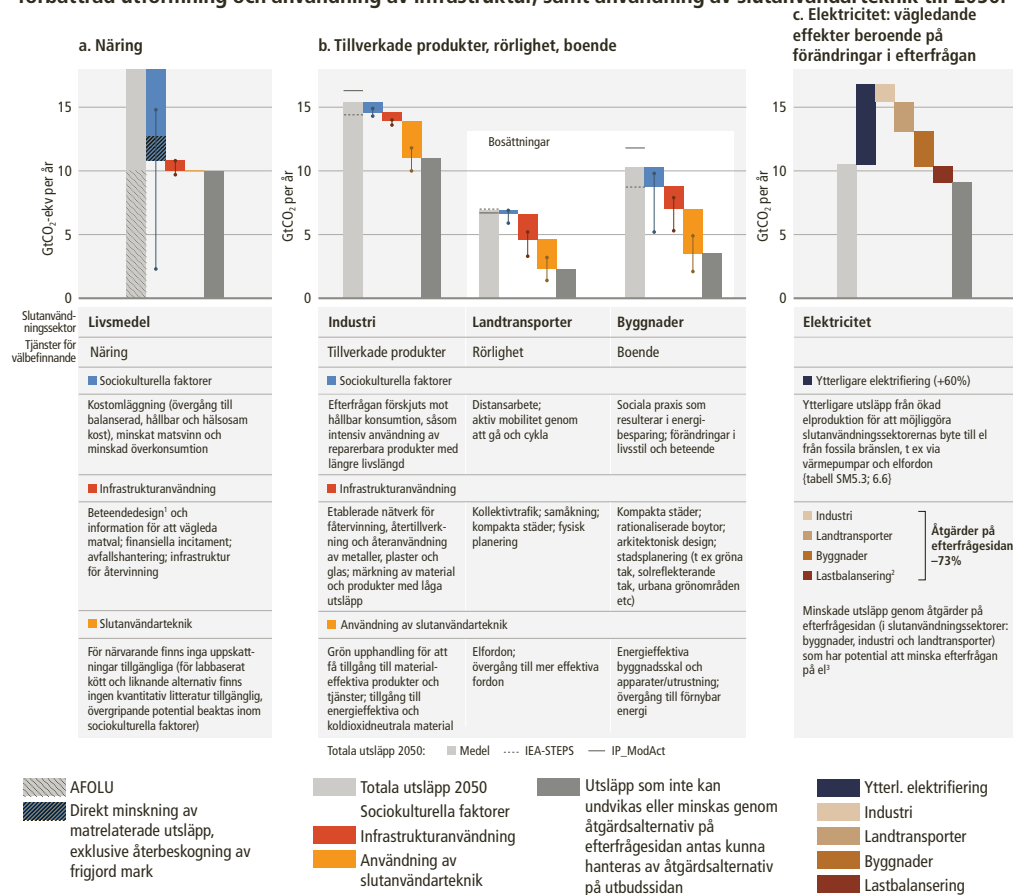 förbättrad utformning och användning av infrastruktur, samt användning av slutanvändarteknik till 2050.
a. Näring
b. Tillverkade produkter, rörlighet, boende
c. Elektricitet: vägledande
effekter beroende på
förändringar i efterfrågan
GtCO2-ekv per år
15
10
5
0
GtCO2 per år
15
10
5
0
Bosättningar
GtCO2 per år
15
10
5
0
Slutanvänd-
ningssektor
Tjänster för
välbefinnande
Livsmedel
Näring
Sociokulturella faktorer
Kostomläggning (övergång till
balanserad, hållbar och hälsosam
kost), minskat matsvinn och
minskad överkonsumtion
Infrastrukturanvändning
Beteendedesign1 och
information för att vägleda
matval; finansiella incitament;
avfallshantering; infrastruktur
för återvinning
Slutanvändarteknik
För närvarande finns inga uppskatt-
ningar tillgängliga (för labbaserat
kött och liknande alternativ finns
ingen kvantitativ litteratur tillgänglig,
övergripande potential beaktas inom
sociokulturella faktorer)
Industri
Landtransporter
Byggnader
Tillverkade produkter
Rörlighet
Boende
Sociokulturella faktorer
Efterfrågan förskjuts mot
hållbar konsumtion, såsom
intensiv användning av
reparerbara produkter med
längre livslängd
Distansarbete;
aktiv mobilitet genom
att gå och cykla
Sociala praxis som
resulterar i energi-
besparing; förändringar i
livsstil och beteende
Infrastrukturanvändning
Etablerade nätverk för
fåtervinning, återtillverk-
ning och återanvändning
av metaller, plaster och
glas; märkning av material
och produkter med låga
utsläpp
Kollektivtrafik; samåkning;
kompakta städer; fysisk
planering
Kompakta städer;
rationaliserade boytor;
arkitektonisk design;
stadsplanering (t ex gröna
tak, solreflekterande
tak, urbana grönområden
etc)
Användning av slutanvändarteknik
Grön upphandling för att
få tillgång till material-
effektiva produkter och
tjänster; tillgång till
energieffektiva och
koldioxidneutrala material
Elfordon;
övergång till mer effektiva
fordon
Energieffektiva
byggnadsskal och
apparater/utrustning;
övergång till förnybar
energi
Elektricitet
Ytterligare elektrifiering (+60%)
Ytterligare utsläpp från ökad
elproduktion för att möjliggöra
slutanvändningssektorernas byte till el
från fossila bränslen, t ex via
värmepumpar och elfordon
{tabell SM5.3; 6.6}
Industri
Landtransporter
Byggnader
Lastbalansering2
Åtgärder på
efterfrågesidan
–73%
Minskade utsläpp genom åtgärder på
efterfrågesidan (i slutanvändningssektorer:
byggnader, industri och landtransporter)
som har potential att minska efterfrågan
på el3
Totala utsläpp 2050: Medel IEA-STEPS IP_ModAct
AFOLU
Direkt minskning av
matrelaterade utsläpp,
exklusive återbeskogning av
frigjord mark
Totala utsläpp 2050
Sociokulturella faktorer
Infrastrukturanvändning
Användning av
slutanvändarteknik
Utsläpp som inte kan
undvikas eller minskas genom
åtgärdsalternativ på
efterfrågesidan antas kunna
hanteras av åtgärdsalternativ
på utbudssidan
Ytterl. elektrifiering
Industri
Landtransporter
Byggnader
Lastbalansering